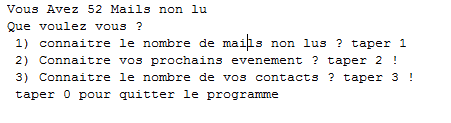 Vous Avez 52 Mails non lu
Que voulez vous ?
1) connaitre le nombre de mails non lus ? taper 1
2) Connaitre vos prochains evenement ? taper 2 !
3) Connaitre le nombre de vos contacts ? taper 3 !
taper 0 pour quitter le programme